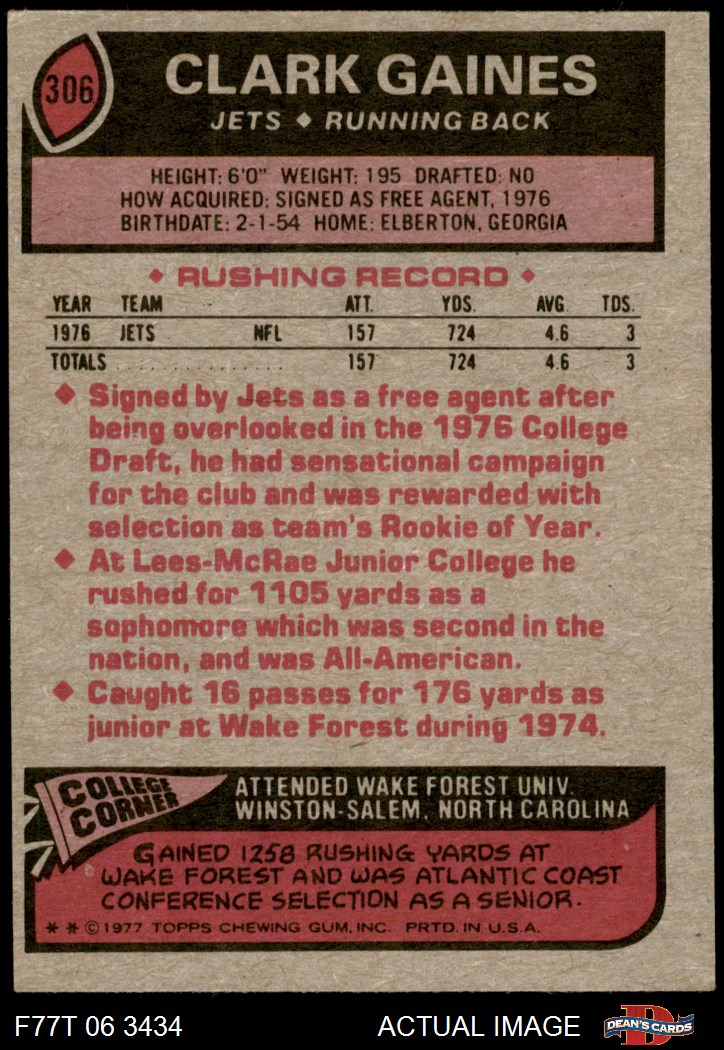 306
CLARK GAINES
JETS ♦ RUNNING BACK
HEIGHT: 6'0" WEIGHT: 195 DRAFTED: NO
HOW ACQUIRED: SIGNED AS FREE AGENT, 1976
BIRTHDATE: 2-1-54 HOME: ELBERTON, GEORGIA
♦ RUSHING RECORD ♦
YEAR TEAM ATT. YDS. AVG. TDS.
1976 JETS NFL 157 724 4.6 3
TOTALS . . . . . . . . . . . . . . . 157 724 4.6 3
♦ Signed by Jets as a free agent after
being overlooked in the 1976 College
Draft, he had sensational campaign
for the club and was rewarded with
selection as team's Rookie of Year.
♦ At Lees-McRae Junior College he
rushed for 1105 yards as a
sophomore which was second in the
nation, and was All-American.
♦ Caught 16 passes for 176 yards as
junior at Wake Forest during 1974.
COLLEGE
CORNER
ATTENDED WAKE FOREST UNIV.
WINSTON-SALEM, NORTH CAROLINA
GAINED 1258 RUSHING YARDS AT
WAKE FOREST AND WAS ATLANTIC COAST
CONFERENCE SELECTION AS A SENIOR.
* * © 1977 TOPPS CHEWING GUM, INC. PRTD. IN U.S.A.
F77T 06 3434 ACTUAL IMAGE
D
DEAN'S CARDS